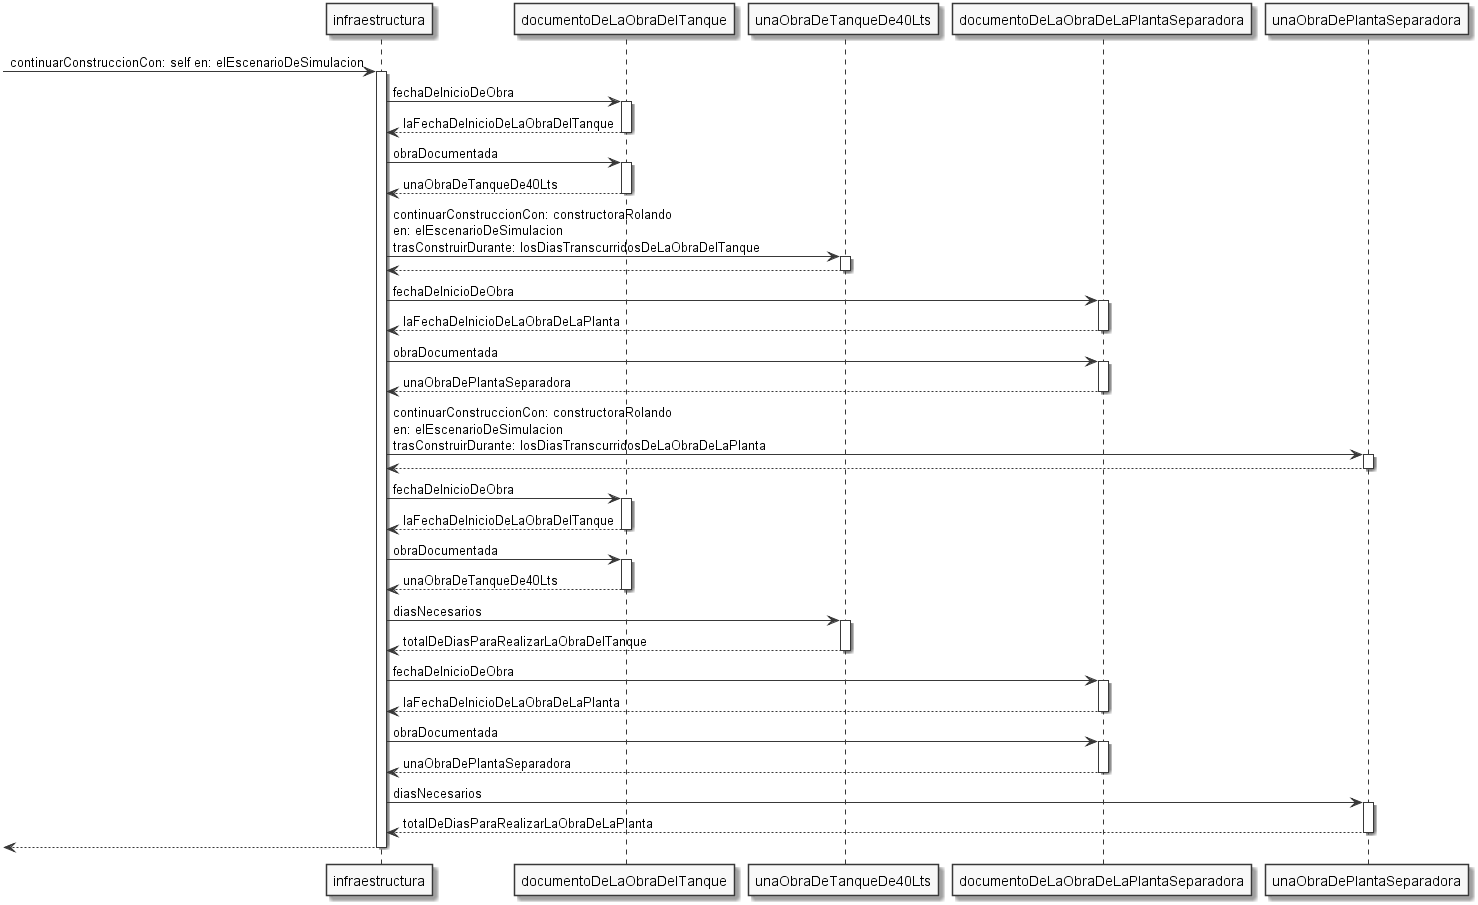 infraestructura
documentoDeLaObraDelTanque
unaObraDeTanqueDe40Lts
documentoDeLaObraDeLaPlantaSeparadora
unaObraDePlantaSeparadora
continuarConstruccionCon: self en: elEscenarioDeSimulacion
fechaDeInicioDeObra
laFechaDeInicioDeLaObraDelTanque
obraDocumentada
unaObraDeTanqueDe40Lts
continuarConstruccionCon: constructoraRolando
en: elEscenarioDeSimulacion
trasConstruirDurante: losDiasTranscurridosDeLaObraDelTanque
fechaDeInicioDeObra
laFechaDeInicioDeLaObraDeLaPlanta
obraDocumentada
unaObraDePlantaSeparadora
continuarConstruccionCon: constructoraRolando
en: elEscenarioDeSimulacion
trasConstruirDurante: losDiasTranscurridosDeLaObraDeLaPlanta
fechaDeInicioDeObra
laFechaDeInicioDeLaObraDelTanque
obraDocumentada
unaObraDeTanqueDe40Lts
diasNecesarios
totalDeDiasParaRealizarLaObraDelTanque
fechaDeInicioDeObra
laFechaDeInicioDeLaObraDeLaPlanta
obraDocumentada
unaObraDePlantaSeparadora
diasNecesarios
totalDeDiasParaRealizarLaObraDeLaPlanta
infraestructura
documentoDeLaObraDelTanque
unaObraDeTanqueDe40Lts
documentoDeLaObraDeLaPlantaSeparadora
unaObraDePlantaSeparadora